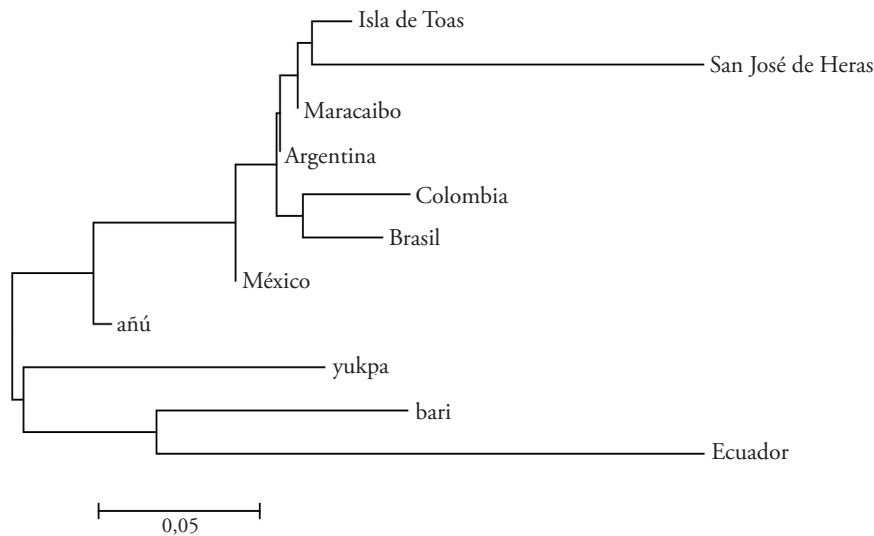 Isla de Toas
San José de Heras
Maracaibo
Argentina
Colombia
Brasil
México
añú
yukpa
bari
Ecuador
0,05